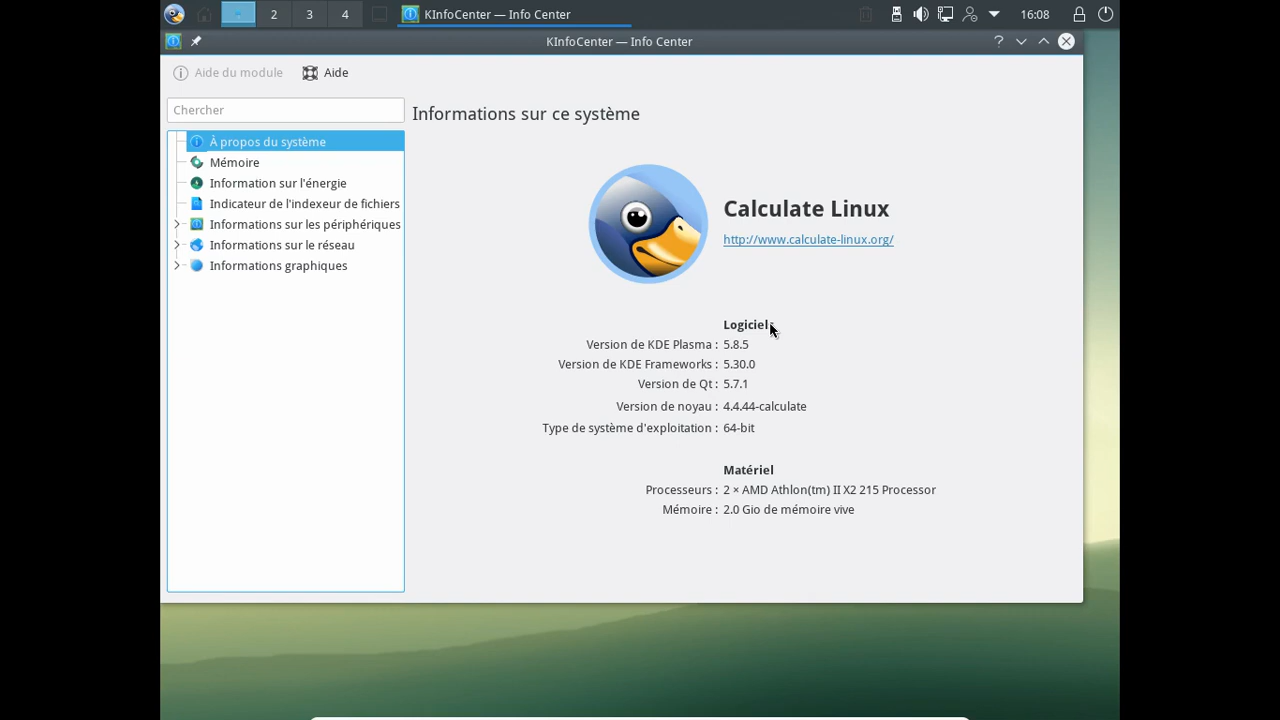 2 3 4 KInfoCenter — Info Center 16:08
KInfoCenter — Info Center
Aide du module Aide
Chercher
Informations sur ce système
À propos du système
Mémoire
Information sur l'énergie
Indicateur de l'indexeur de fichiers
Informations sur les périphériques
Informations sur le réseau
Informations graphiques
Calculate Linux
http://www.calculate-linux.org/
Logiciels
Version de KDE Plasma : 5.8.5
Version de KDE Frameworks : 5.30.0
Version de Qt : 5.7.1
Version de noyau : 4.4.44-calculate
Type de système d'exploitation : 64-bit
Matériel
Processeurs : 2 × AMD Athlon(tm) II X2 215 Processor
Mémoire : 2.0 Gio de mémoire vive